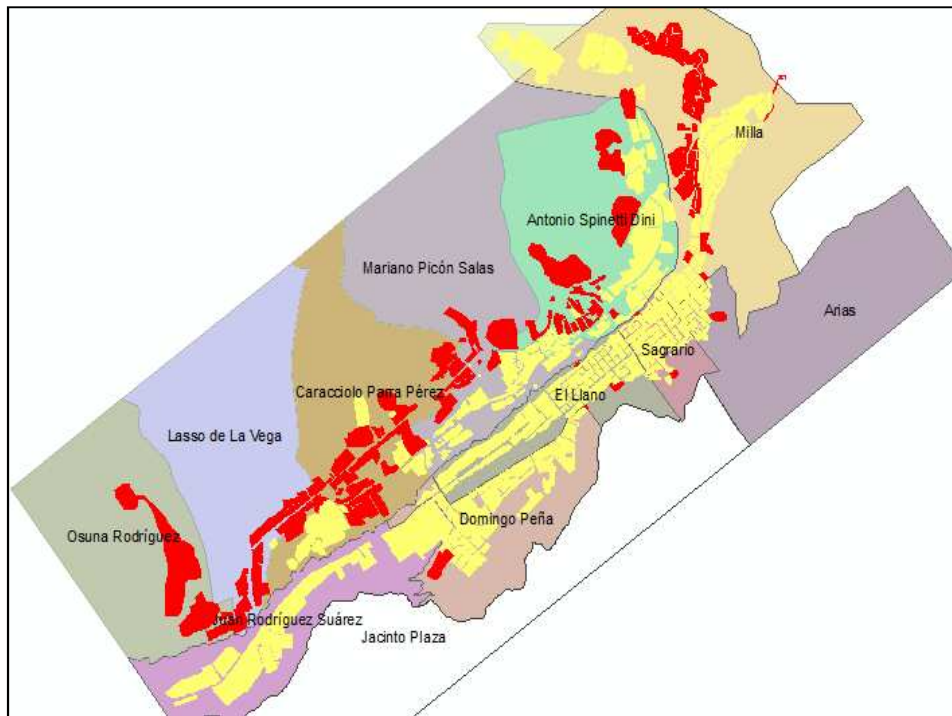 Milla
Antonio Spinetti Dini
Mariano Picón Salas
Arias
Sagrario
Caracciolo Parra Pérez
El Llano
Lasso de La Vega
Domingo Peña
Osuna Rodríguez
Juan Rodríguez Suárez
Jacinto Plaza